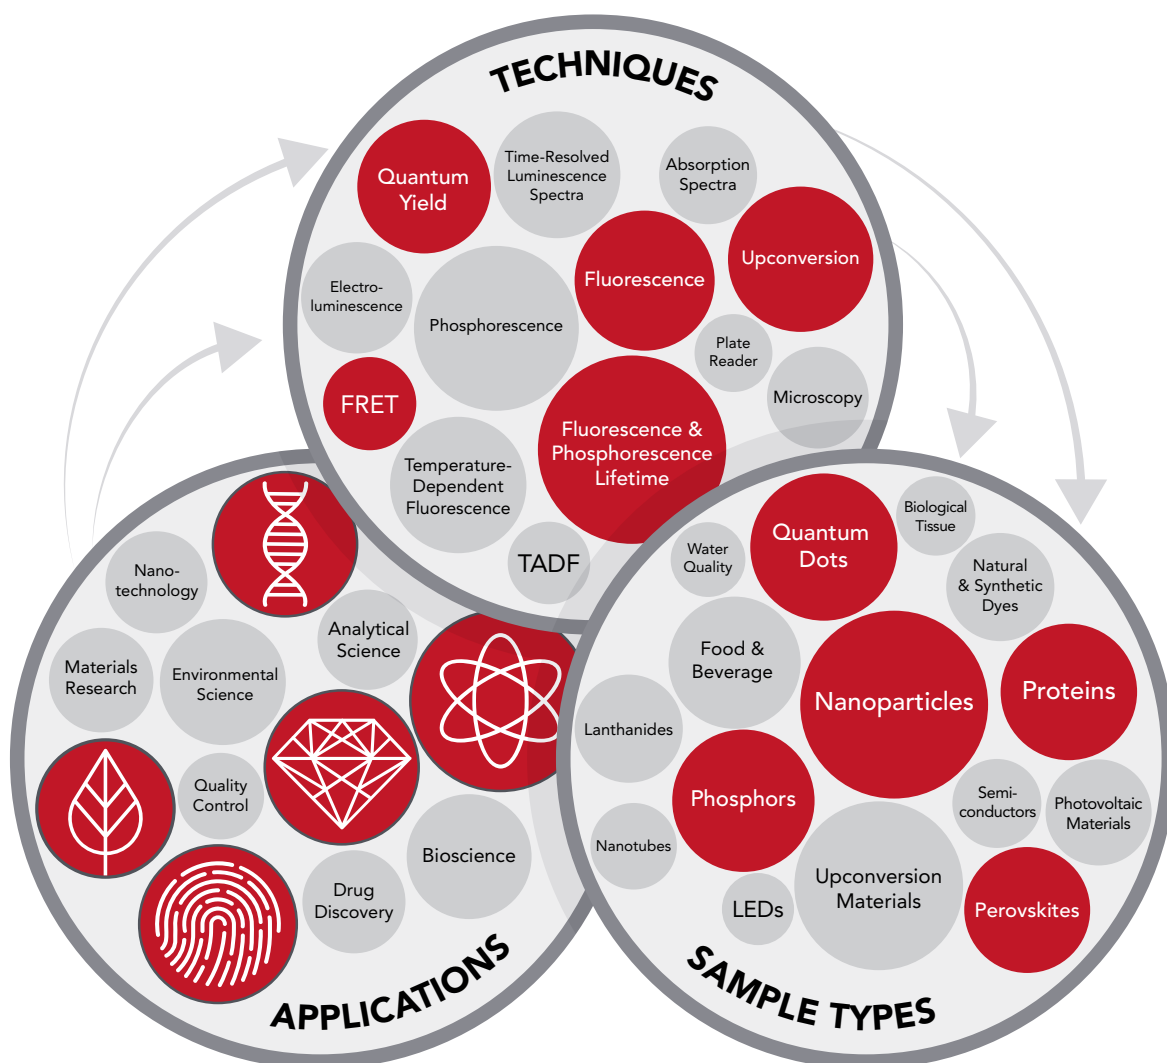 TECHNIQUES
Quantum
Yield
Time-Resolved
Luminescence
Spectra
Absorption
Spectra
Fluorescence
Upconversion
Electro-
luminescence
Phosphorescence
Plate
Reader
Microscopy
FRET
Fluorescence &
Phosphorescence
Lifetime
Temperature-
Dependent
Fluorescence
TADF
Nano-
technology
Analytical
Science
Materials
Research
Environmental
Science
Quality
Control
Bioscience
Drug
Discovery
APPLICATIONS
Water
Quality
Quantum
Dots
Biological
Tissue
Natural
& Synthetic
Dyes
Food &
Beverage
Nanoparticles
Proteins
Lanthanides
Phosphors
Semi-
conductors
Photovoltaic
Materials
Nanotubes
Upconversion
Materials
LEDs
Perovskites
SAMPLE TYPES